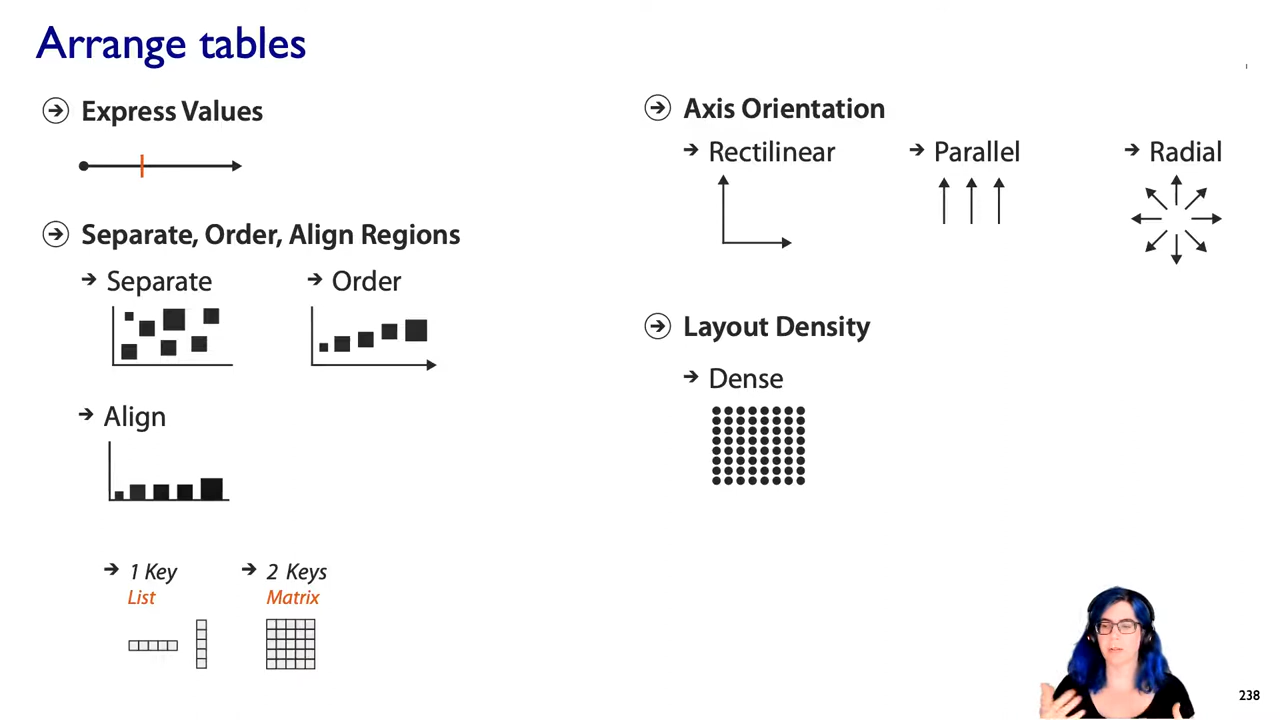 Arrange tables
Express Values
Separate, Order, Align Regions
Separate
Order
Align
1 Key
List
2 Keys
Matrix
Axis Orientation
Rectilinear
Parallel
Radial
Layout Density
Dense
238